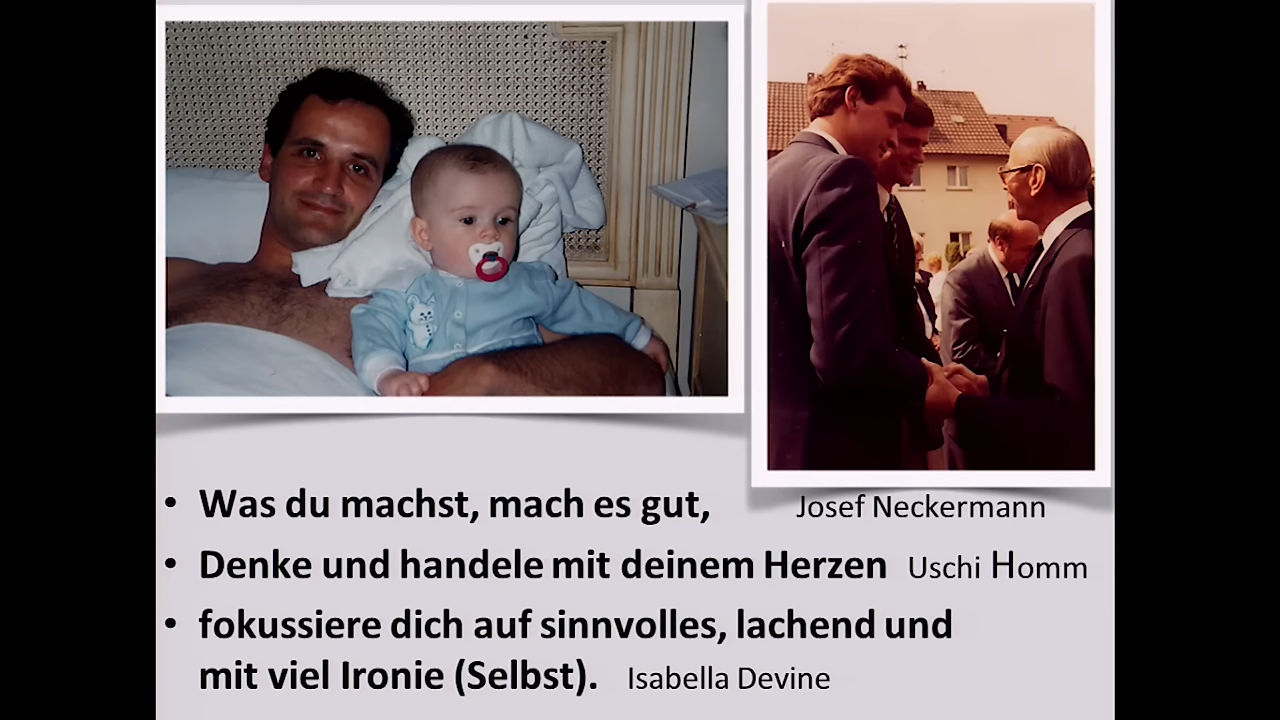 • Was du machst, mach es gut, Josef Neckermann
• Denke und handele mit deinem Herzen Uschi Homm
• fokussiere dich auf sinnvolles, lachend und
mit viel Ironie (Selbst). Isabella Devine